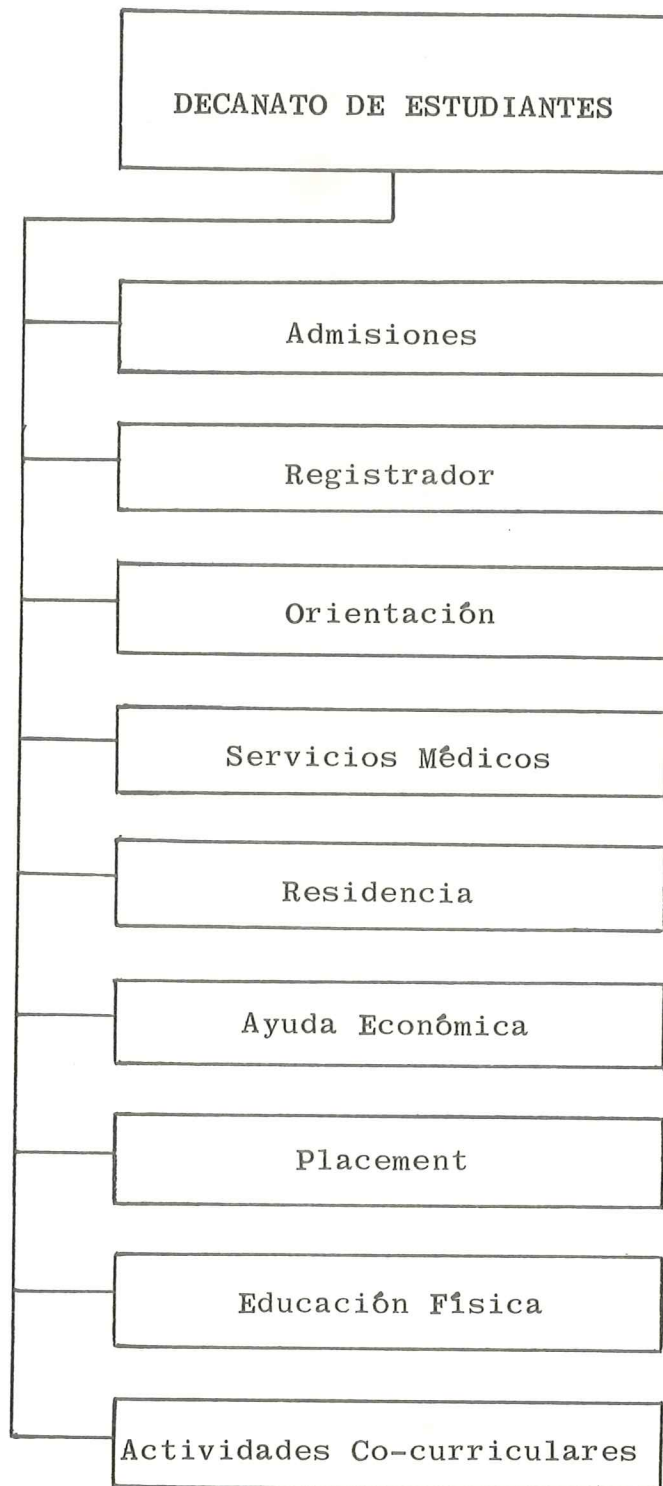 DECANATO DE ESTUDIANTES
Admisiones
Registrador
Orientación
Servicios Médicos
Residencia
Ayuda Económica
Placement
Educación Física
Actividades Co-curriculares